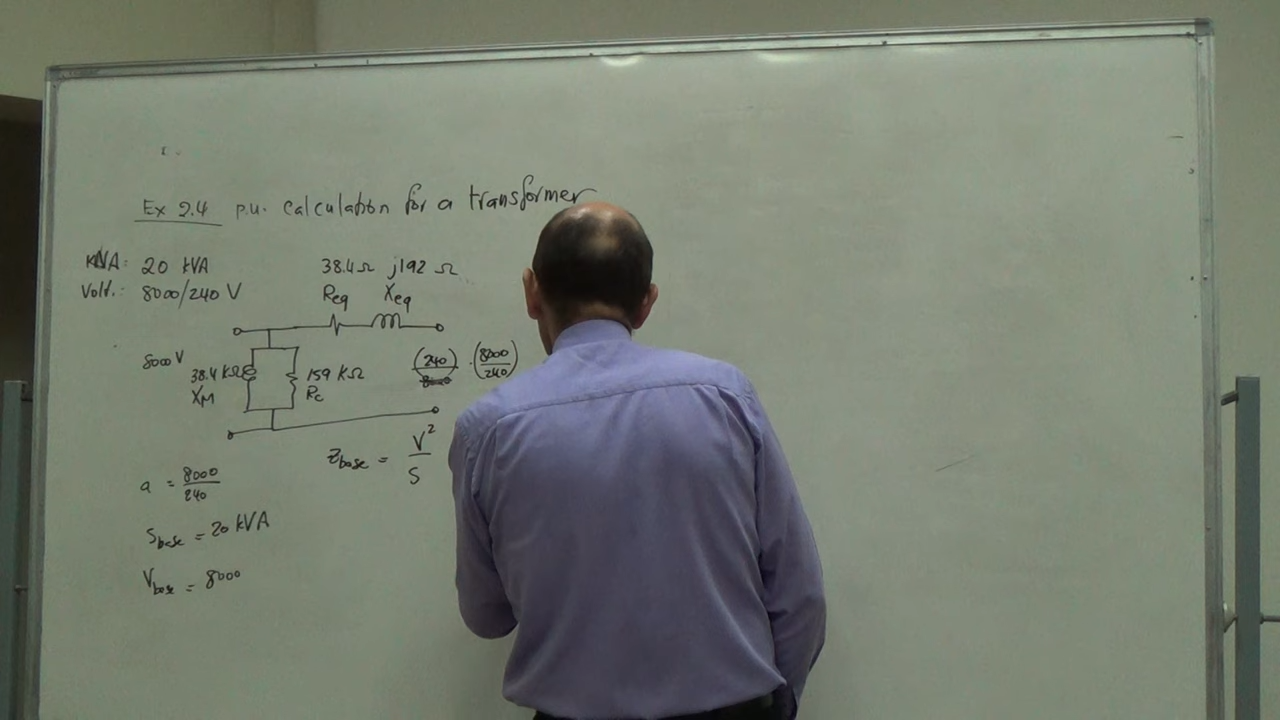 Ex 2.4 p.u. calculation for a transformer
kVA: 20 kVA
Volt.: 8000/240 V
38.4Ω j192 Ω
Req Xeq
8000 V
38.4 KΩ
XM
159 KΩ
Rc
(240/8000) · (8000/240)
Zbase = V²/S
a = 8000/240
Sbase = 20 kVA
Vbase = 8000